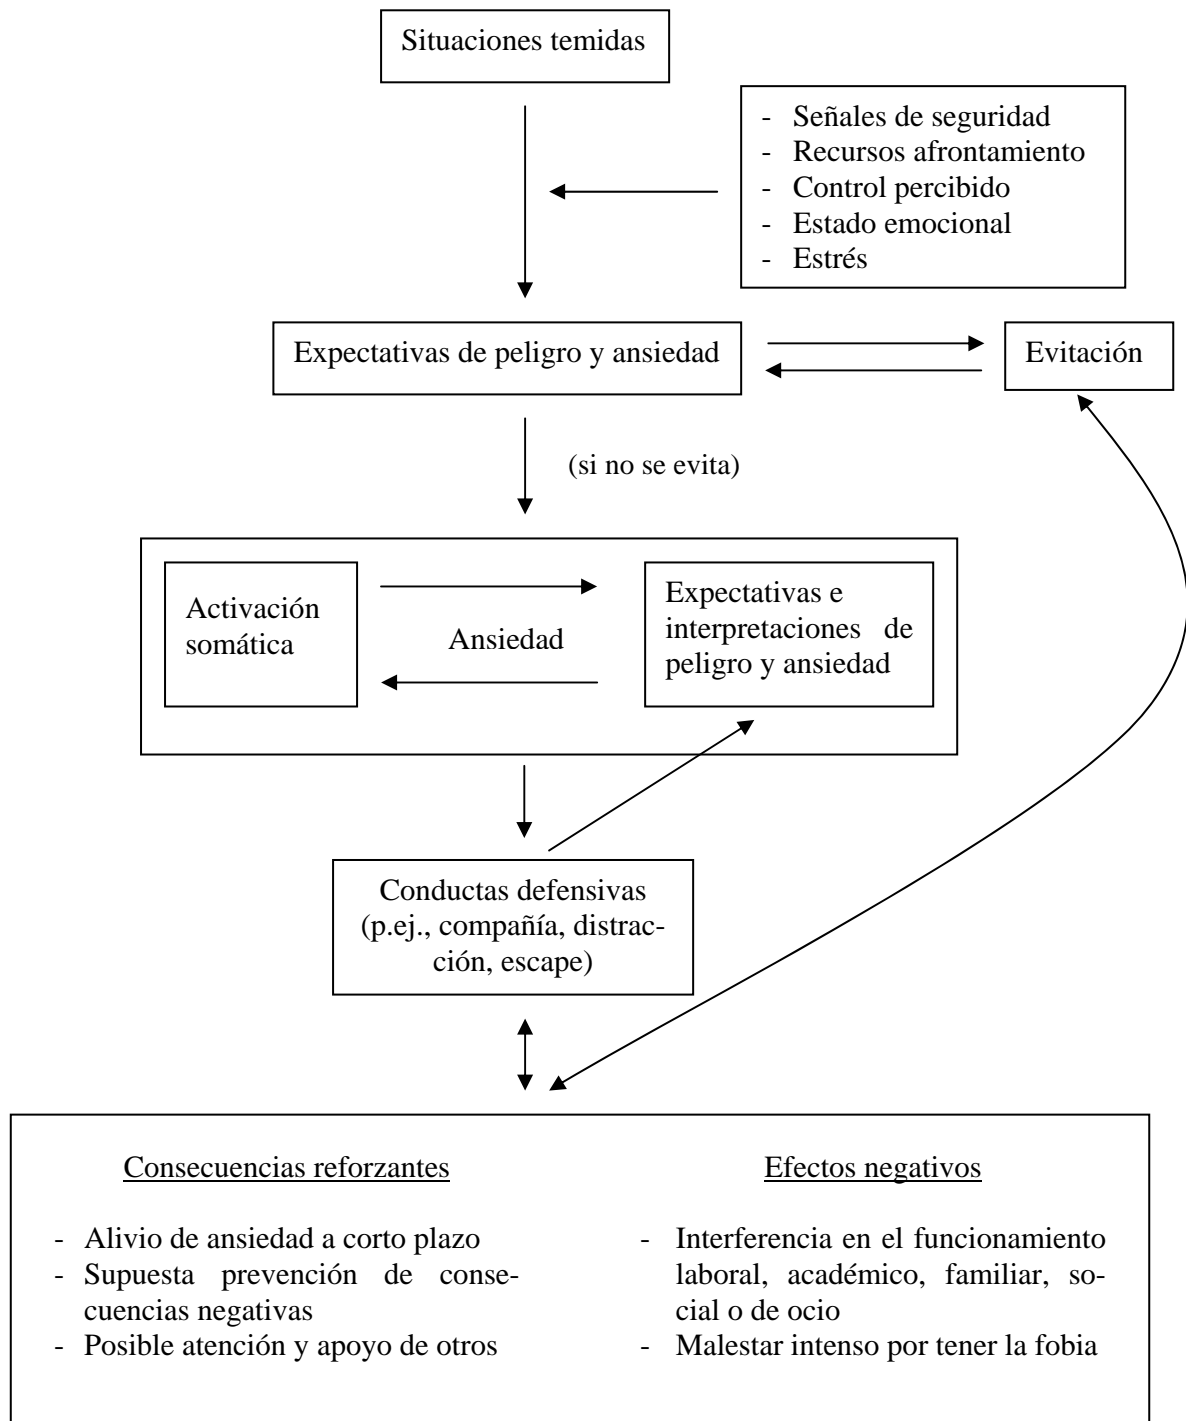 Situaciones temidas
- Señales de seguridad
- Recursos afrontamiento
- Control percibido
- Estado emocional
- Estrés
Expectativas de peligro y ansiedad
Evitación
(si no se evita)
Activación
somática
Ansiedad
Expectativas e
interpretaciones de
peligro y ansiedad
Conductas defensivas
(p.ej., compañía, distrac-
ción, escape)
Consecuencias reforzantes
- Alivio de ansiedad a corto plazo
- Supuesta prevención de conse-
cuencias negativas
- Posible atención y apoyo de otros
Efectos negativos
- Interferencia en el funcionamiento
laboral, académico, familiar, so-
cial o de ocio
- Malestar intenso por tener la fobia